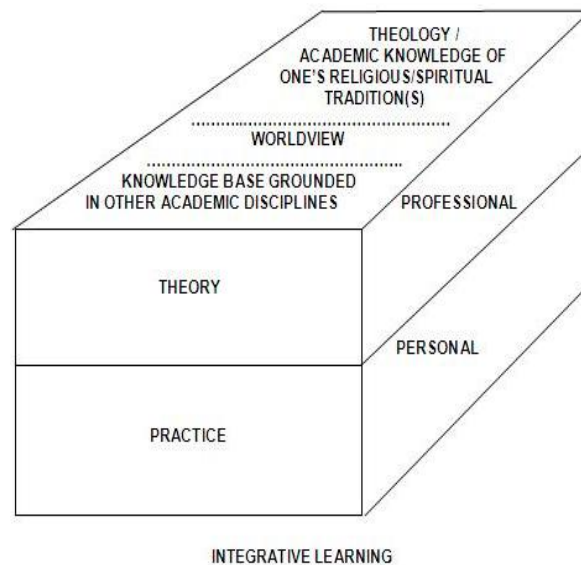 THEOLOGY /
ACADEMIC KNOWLEDGE OF
ONE'S RELIGIOUS/SPIRITUAL
TRADITION(S)
WORLDVIEW
KNOWLEDGE BASE GROUNDED
IN OTHER ACADEMIC DISCIPLINES
PROFESSIONAL
THEORY
PERSONAL
PRACTICE
INTEGRATIVE LEARNING